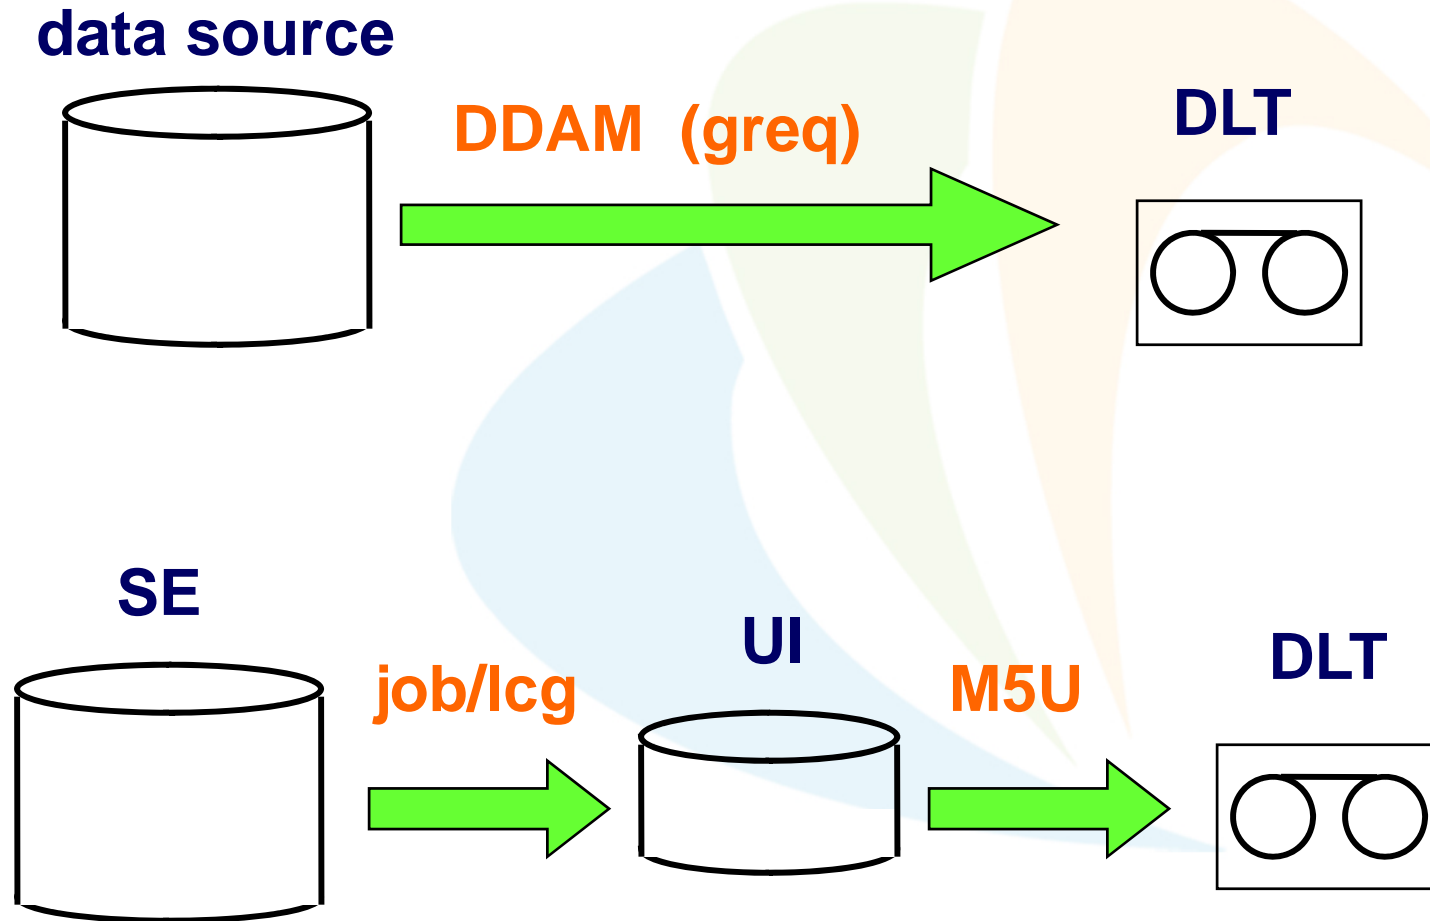 data source
DDAM (greq)
DLT
SE
job/lcg
UI
M5U
DLT